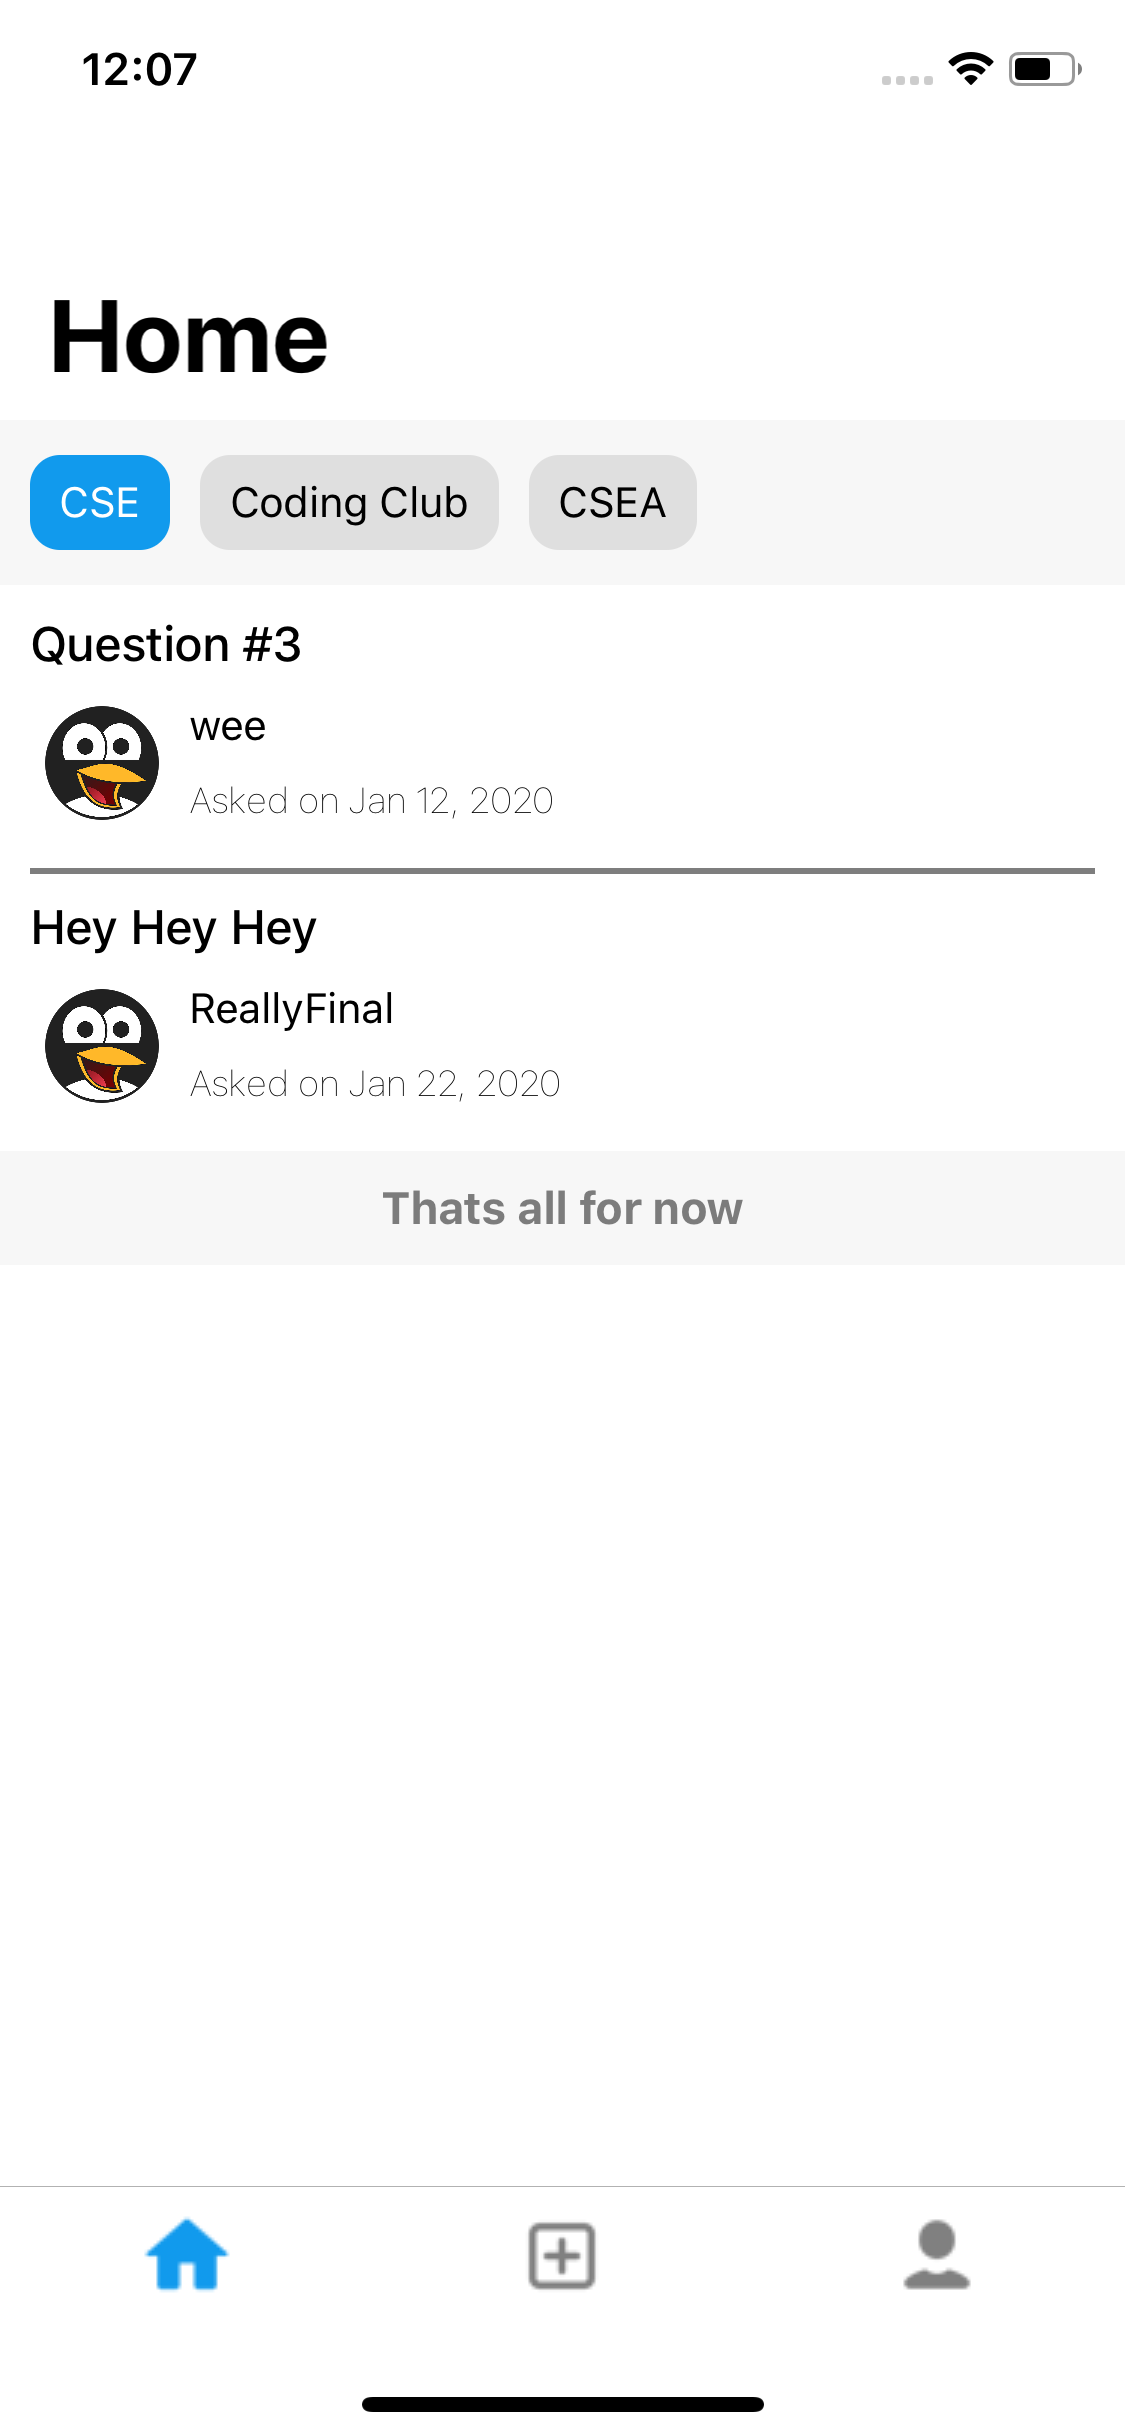 12:07
Home
CSE Coding Club CSEA
Question #3
wee
Asked on Jan 12, 2020
Hey Hey Hey
ReallyFinal
Asked on Jan 22, 2020
Thats all for now